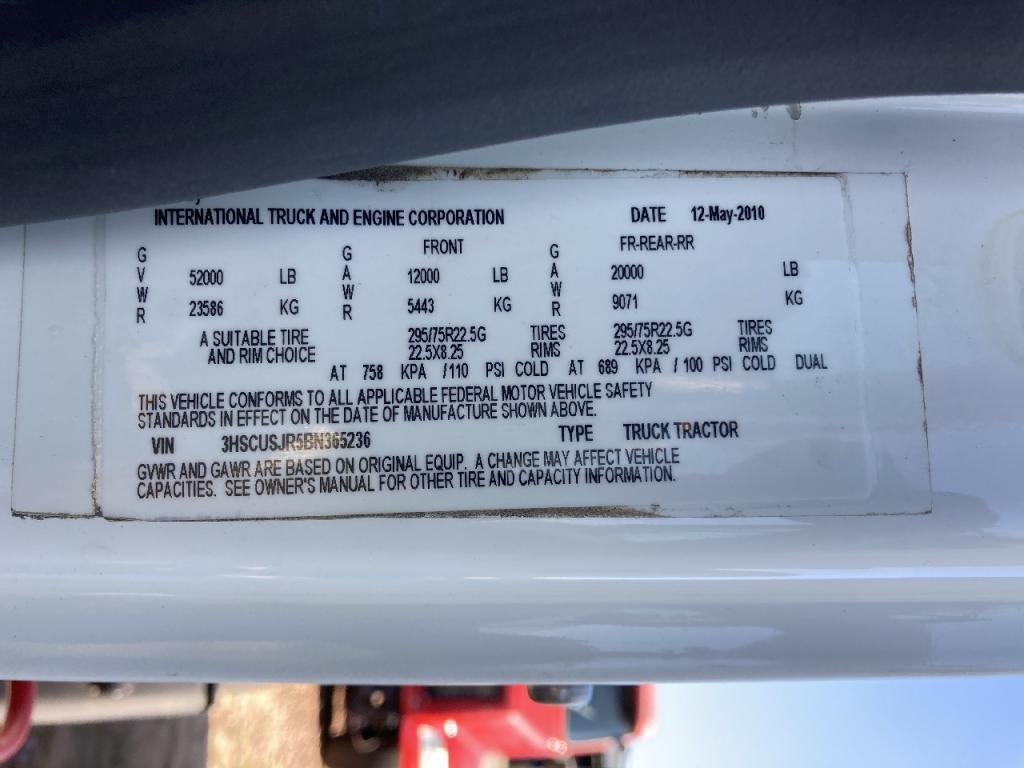 INTERNATIONAL TRUCK AND ENGINE CORPORATION DATE 12-May-2010
GVWR GAWR FRONT GAWR FR-REAR-RR
52000 LB 12000 LB 20000 LB
23586 KG 5443 KG 9071 KG
A SUITABLE TIRE 295/75R22.5G TIRES 295/75R22.5G TIRES
AND RIM CHOICE 22.5X8.25 RIMS 22.5X8.25 RIMS
AT 758 KPA / 110 PSI COLD AT 689 KPA / 100 PSI COLD DUAL
THIS VEHICLE CONFORMS TO ALL APPLICABLE FEDERAL MOTOR VEHICLE SAFETY
STANDARDS IN EFFECT ON THE DATE OF MANUFACTURE SHOWN ABOVE.
VIN 3HSCUSJR5BN365236 TYPE TRUCK TRACTOR
GVWR AND GAWR ARE BASED ON ORIGINAL EQUIP. A CHANGE MAY AFFECT VEHICLE
CAPACITIES. SEE OWNER'S MANUAL FOR OTHER TIRE AND CAPACITY INFORMATION.